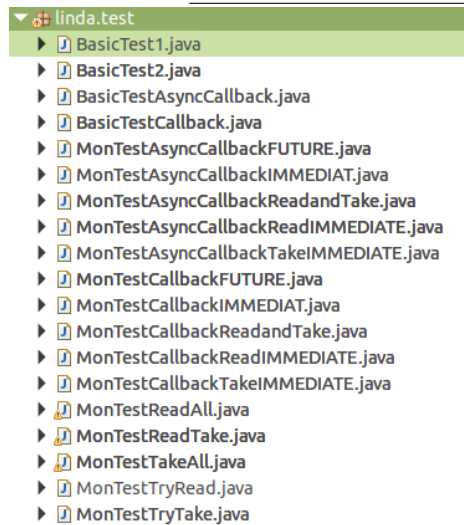 linda.test
BasicTest1.java
BasicTest2.java
BasicTestAsyncCallback.java
BasicTestCallback.java
MonTestAsyncCallbackFUTURE.java
MonTestAsyncCallbackIMMEDIAT.java
MonTestAsyncCallbackReadandTake.java
MonTestAsyncCallbackReadIMMEDIATE.java
MonTestAsyncCallbackTakeIMMEDIATE.java
MonTestCallbackFUTURE.java
MonTestCallbackIMMEDIAT.java
MonTestCallbackReadandTake.java
MonTestCallbackReadIMMEDIATE.java
MonTestCallbackTakeIMMEDIATE.java
MonTestReadAll.java
MonTestReadTake.java
MonTestTakeAll.java
MonTestTryRead.java
MonTestTryTake.java